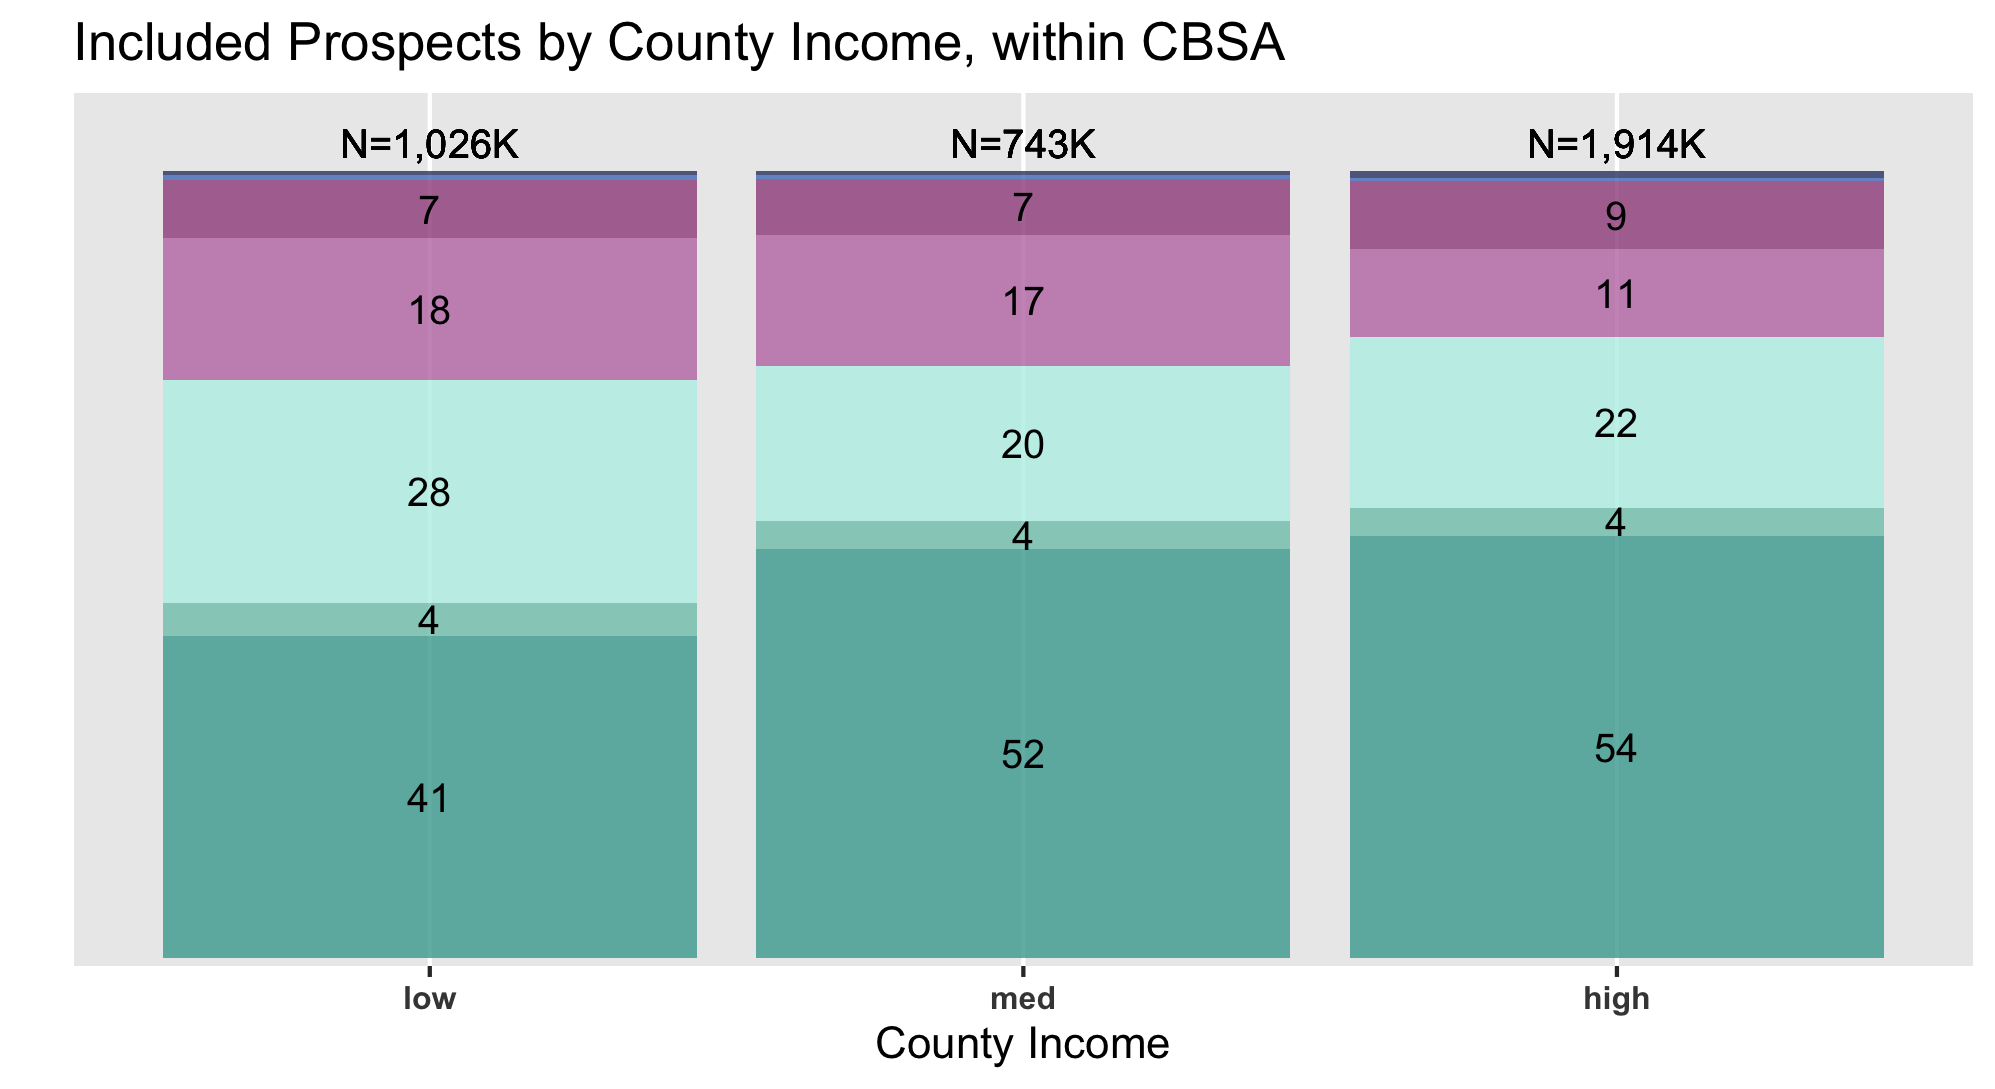 Included Prospects by County Income, within CBSA
N=1,026K N=743K N=1,914K
7 7 9
18 17 11
28 20 22
4 4 4
41 52 54
low med high
County Income